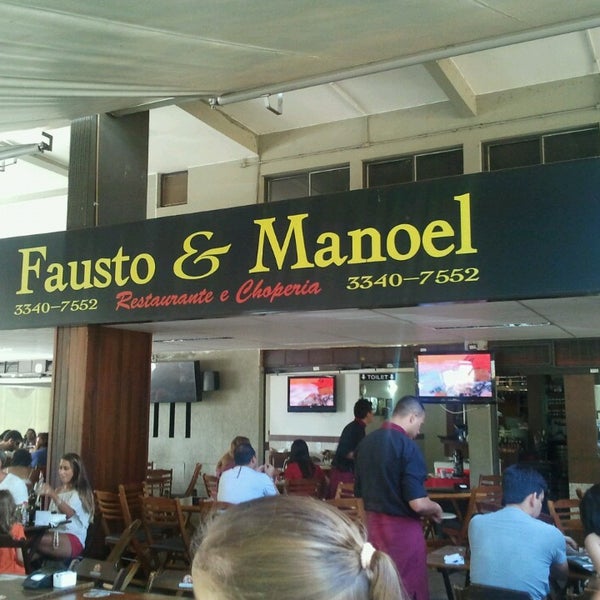 Fausto & Manoel
3340-7552 Restaurante e Choperia 3340-7552
TOILET